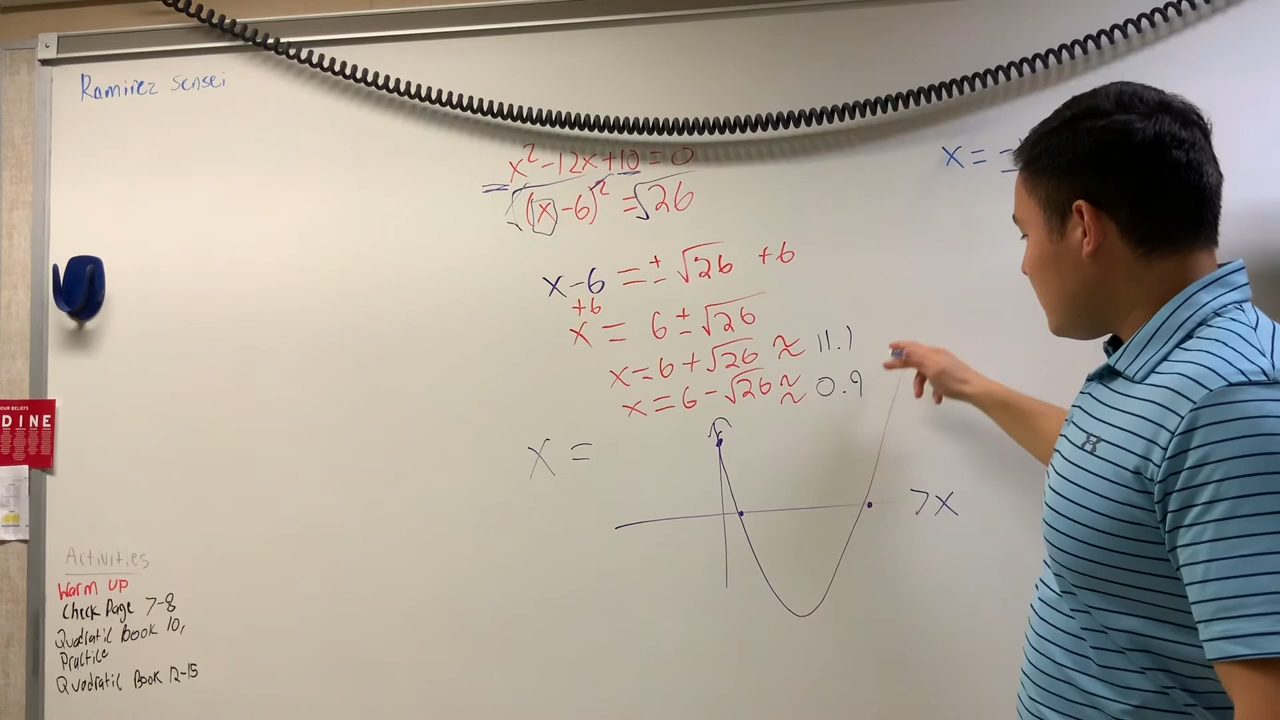 Ramirez Sensei
x² -12x +10 = 0
= √(x -6)² = √26
x = -
x -6 = ± √26 +6
+6
x = 6 ± √26
x = 6 + √26 ≈ 11.1
x = 6 - √26 ≈ 0.9
x =
x
OUR BELIEFS
DINE
Activities
Warm up
Check Page 7-8
Quadratic Book 10,
Practice
Quadratic Book 12-15